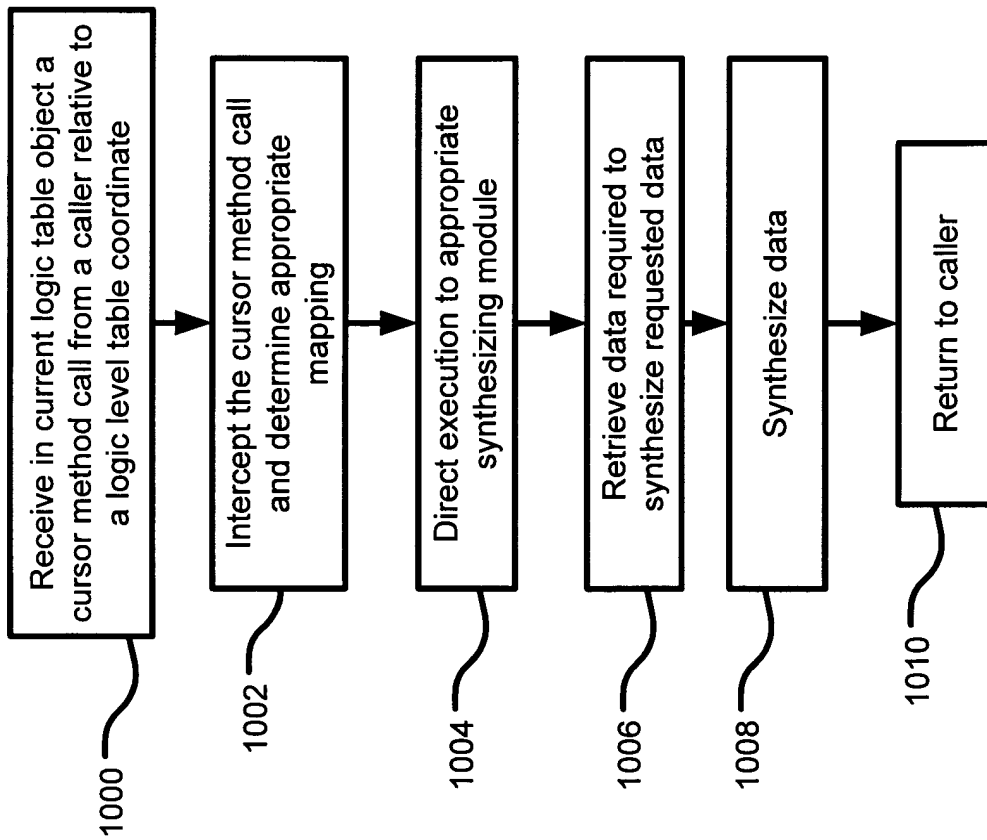 Receive in current logic table object a
cursor method call from a caller relative to
a logic level table coordinate
1000
Intercept the cursor method call
and determine appropriate
mapping
1002
Direct execution to appropriate
synthesizing module
1004
Retrieve data required to
synthesize requested data
1006
Synthesize data
1008
Return to caller
1010